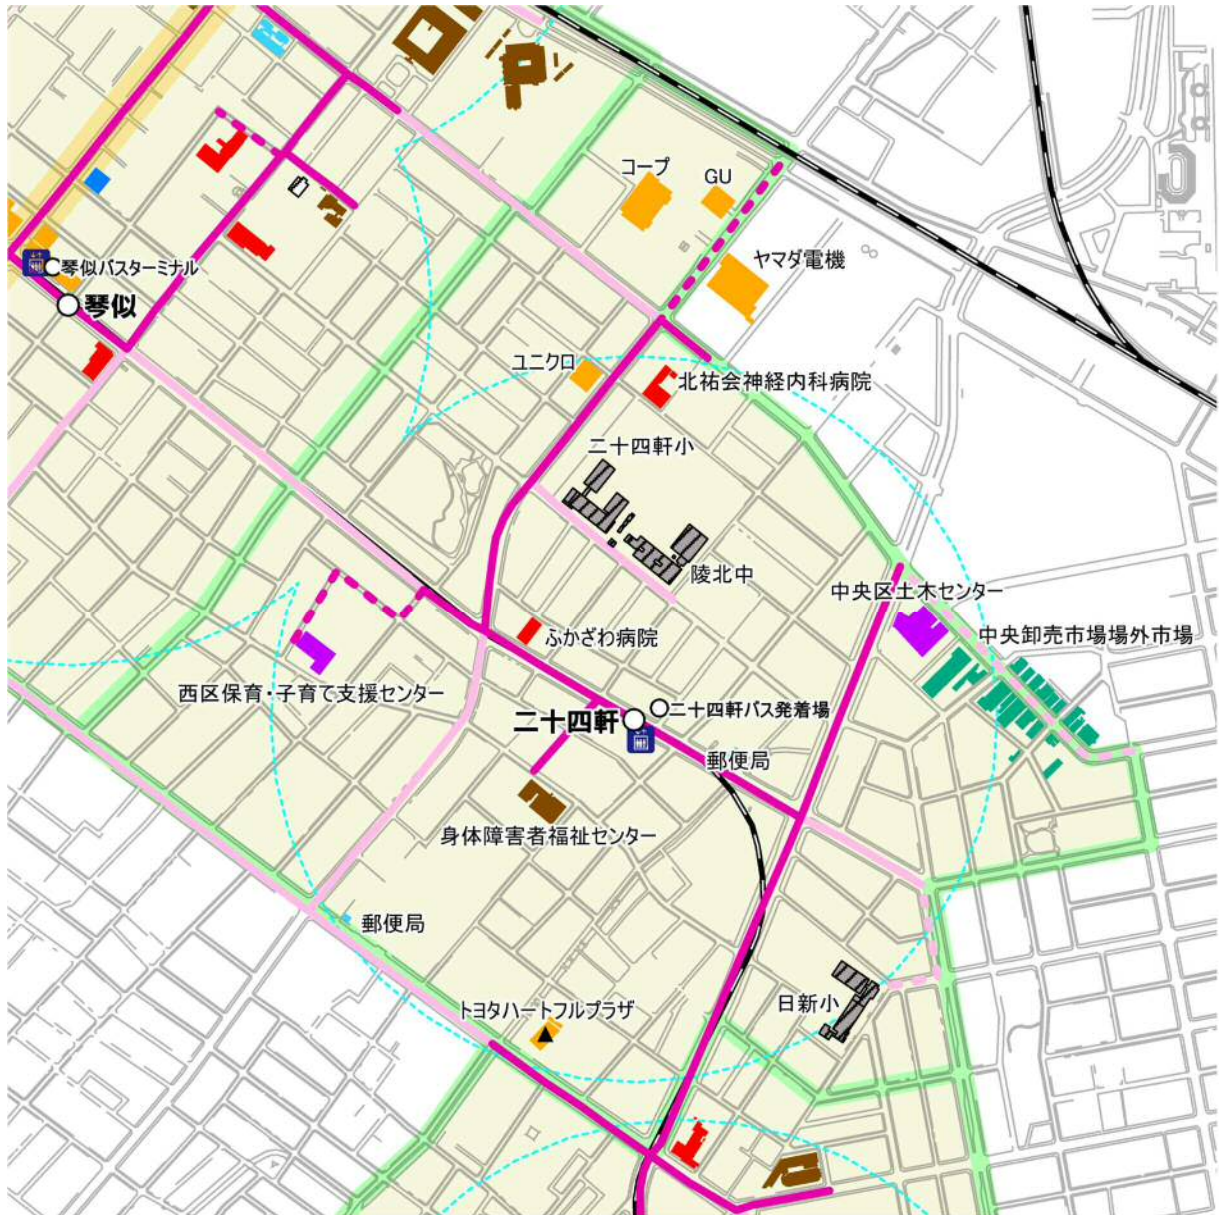 コープ
GU
ヤマダ電機
琴似バスターミナル
琴似
ユニクロ
北祐会神経内科病院
二十四軒小
陵北中
中央区土木センター
中央卸売市場場外市場
ふかざわ病院
西区保育・子育て支援センター
二十四軒バス発着場
二十四軒
郵便局
身体障害者福祉センター
郵便局
日新小
トヨタハートフルプラザ